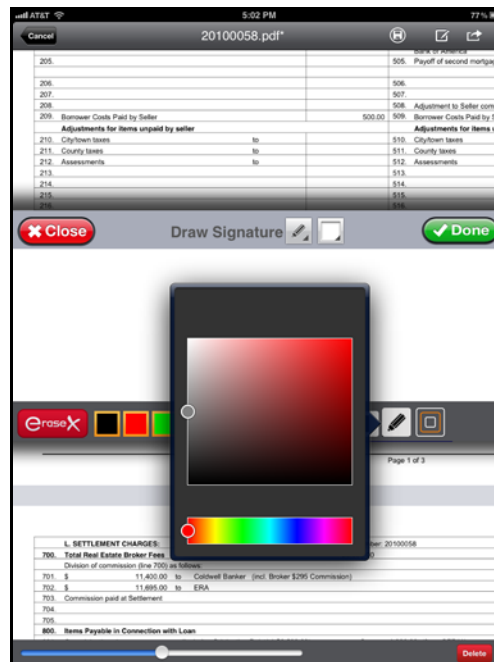 AT&T 5:02 PM 77%
Cancel 20100058.pdf*
Bank of America
205. 505. Payoff of second mortga
206. 506.
207. 507.
208. 508. Adjustment to Seller com
209. Borrower Costs Paid by Seller 500.00 509. Borrower Costs Paid by S
Adjustments for items unpaid by seller Adjustments for items u
210. City/town taxes to 510. City/town taxes
211. County taxes to 511. County taxes
212. Assessments to 512. Assessments
213. 513.
214. 514.
215. 515.
216. 516.
Close Draw Signature Done
erase X
Page 1 of 3
L. SETTLEMENT CHARGES: ber: 20100058
700. Total Real Estate Broker Fees
Division of commission (line 700) as follows:
701. $ 11,400.00 to Coldwell Banker (incl. Broker $295 Commission)
702. $ 11,695.00 to ERA
703. Commission paid at Settlement
704.
705.
800. Items Payable in Connection with Loan
Delete